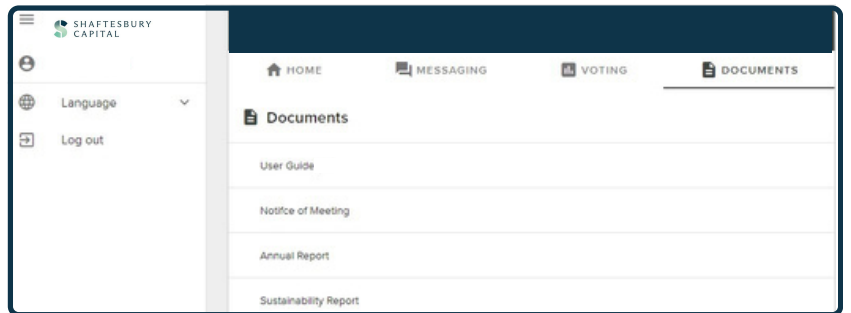 SHAFTESBURY
CAPITAL
Language
Log out
HOME
MESSAGING
VOTING
DOCUMENTS
Documents
User Guide
Notifce of Meeting
Annual Report
Sustainability Report